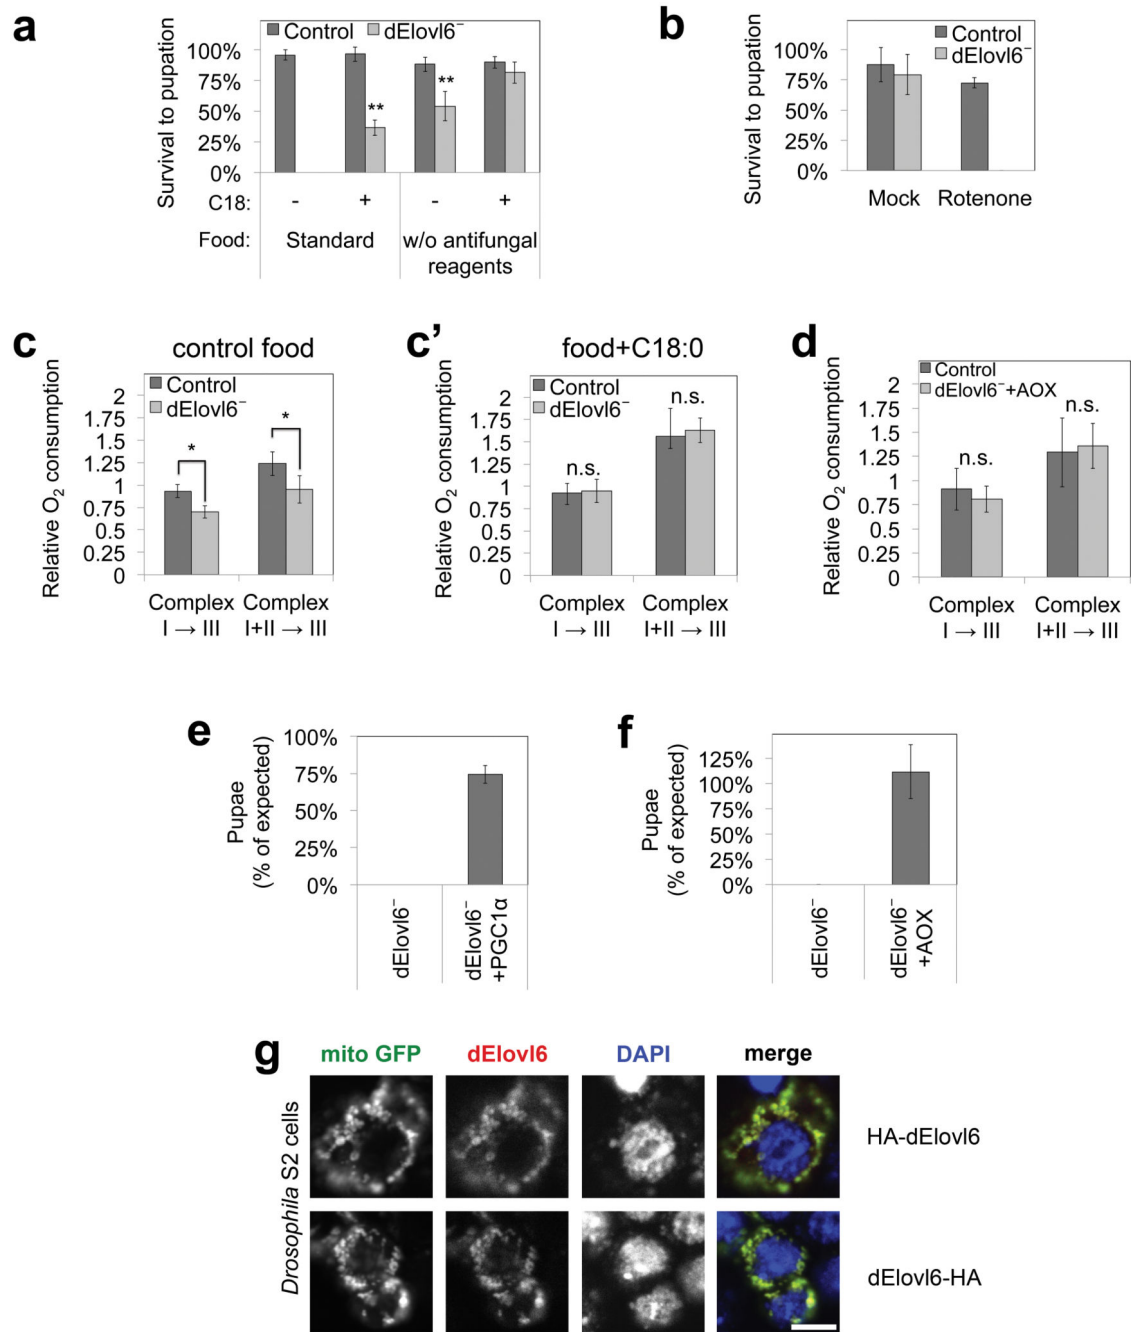 a
Control dElovl6⁻
Survival to pupation
100%
75%
50%
25%
0%
**
**
C18: - + - +
Food: Standard w/o antifungal
reagents
b
Control
dElovl6⁻
Survival to pupation
100%
75%
50%
25%
0%
Mock Rotenone
c
control food
Control
dElovl6⁻
Relative O₂ consumption
2
1.75
1.5
1.25
1
0.75
0.5
0.25
0
*
*
Complex Complex
I → III I+II → III
c’
food+C18:0
Control
dElovl6⁻
Relative O₂ consumption
2
1.75
1.5
1.25
1
0.75
0.5
0.25
0
n.s.
n.s.
Complex Complex
I → III I+II → III
d
Control
dElovl6⁻+AOX
Relative O₂ consumption
2
1.75
1.5
1.25
1
0.75
0.5
0.25
0
n.s.
n.s.
Complex Complex
I → III I+II → III
e
Pupae
(% of expected)
100%
75%
50%
25%
0%
dElovl6⁻
dElovl6⁻
+PGC1α
f
Pupae
(% of expected)
125%
100%
75%
50%
25%
0%
dElovl6⁻
dElovl6⁻
+AOX
g
mito GFP dElovl6 DAPI merge
Drosophila S2 cells
HA-dElovl6
dElovl6-HA